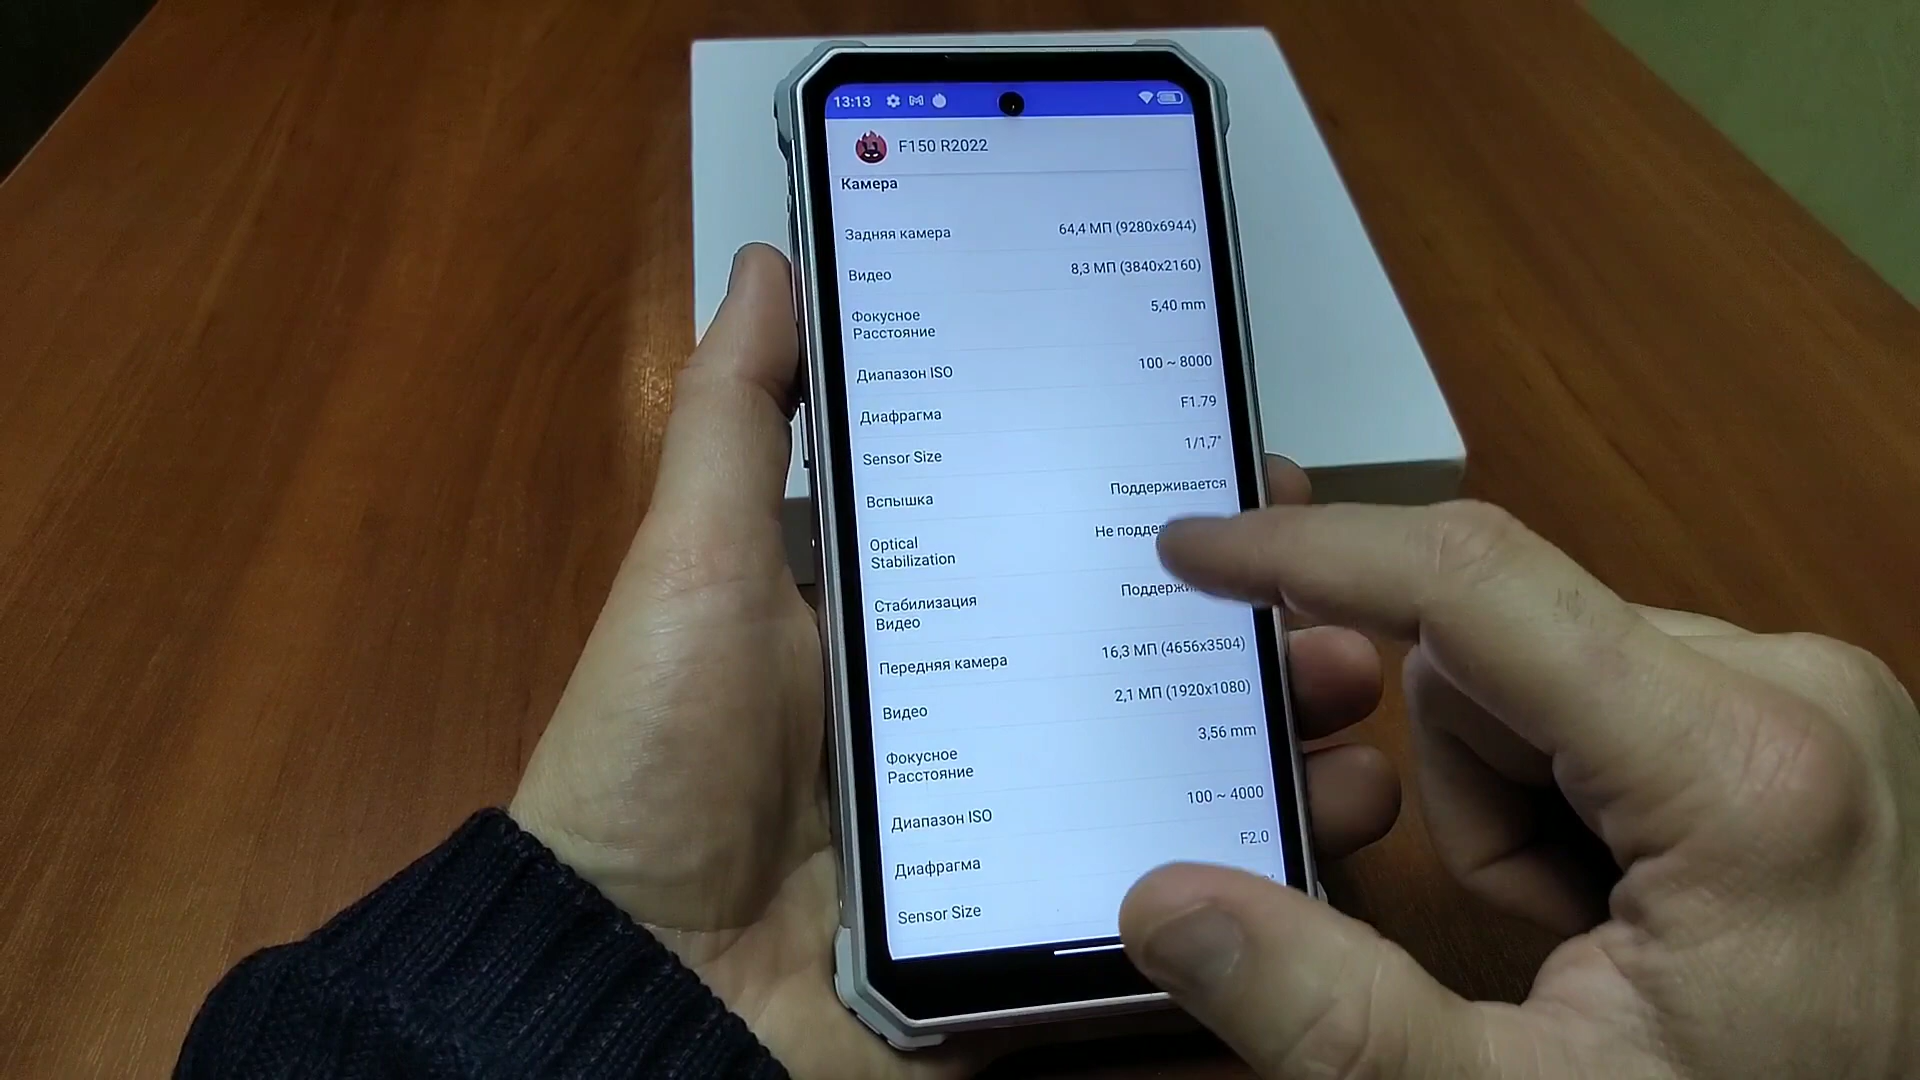 13:13
F150 R2022
Камера
Задняя камера 64,4 МП (9280x6944)
Видео 8,3 МП (3840x2160)
Фокусное
Расстояние 5,40 mm
Диапазон ISO 100 ~ 8000
Диафрагма F1.79
Sensor Size 1/1,7"
Вспышка Поддерживается
Optical
Stabilization Не
Стабилизация
Видео
Передняя камера 16,3 МП (4656x3504)
Видео 2,1 МП (1920x1080)
Фокусное
Расстояние 3,56 mm
Диапазон ISO 100 ~ 4000
Диафрагма F2.0
Sensor Size